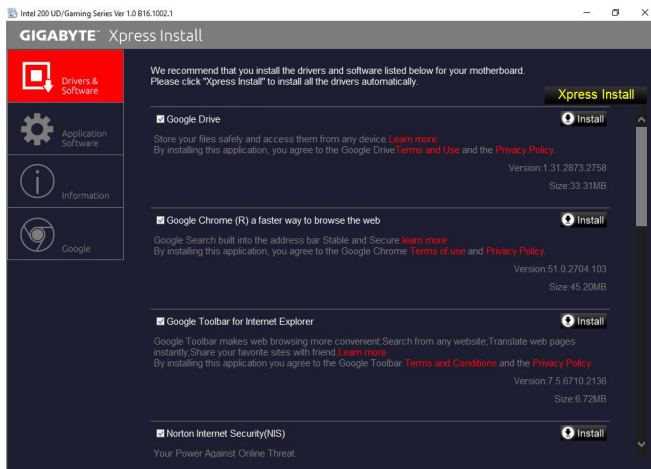 Intel 200 UD/Gaming Series Ver 1.0 B16.1002.1
GIGABYTE™ Xpress Install
Drivers &
Software
We recommend that you install the drivers and software listed below for your motherboard.
Please click "Xpress Install" to install all the drivers automatically.
Xpress Install
Application
Software
Information
Google
Google Drive
Install
Store your files safely and access them from any device.Learn more
By installing this application, you agree to the Google DriveTerms and Use and the Privacy Policy.
Version:1.31.2873.2758
Size:33.31MB
Google Chrome (R) a faster way to browse the web
Install
Google Search built into the address bar Stable and Secure learn more
By installing this application, you agree to the Google Chrome Terms of use and Privacy Policy.
Version:51.0.2704.103
Size:45.20MB
Google Toolbar for Internet Explorer
Install
Google Toolbar makes web browsing more convenient:Search from any website;Translate web pages
instantly;Share your favorite sites with friend.Learn more
By installing this application you agree to the Google Toolbar Terms and Conditions and the Privacy Policy.
Version:7.5.6710.2136
Size:6.72MB
Norton Internet Security(NIS)
Install
Your Power Against Online Threat.